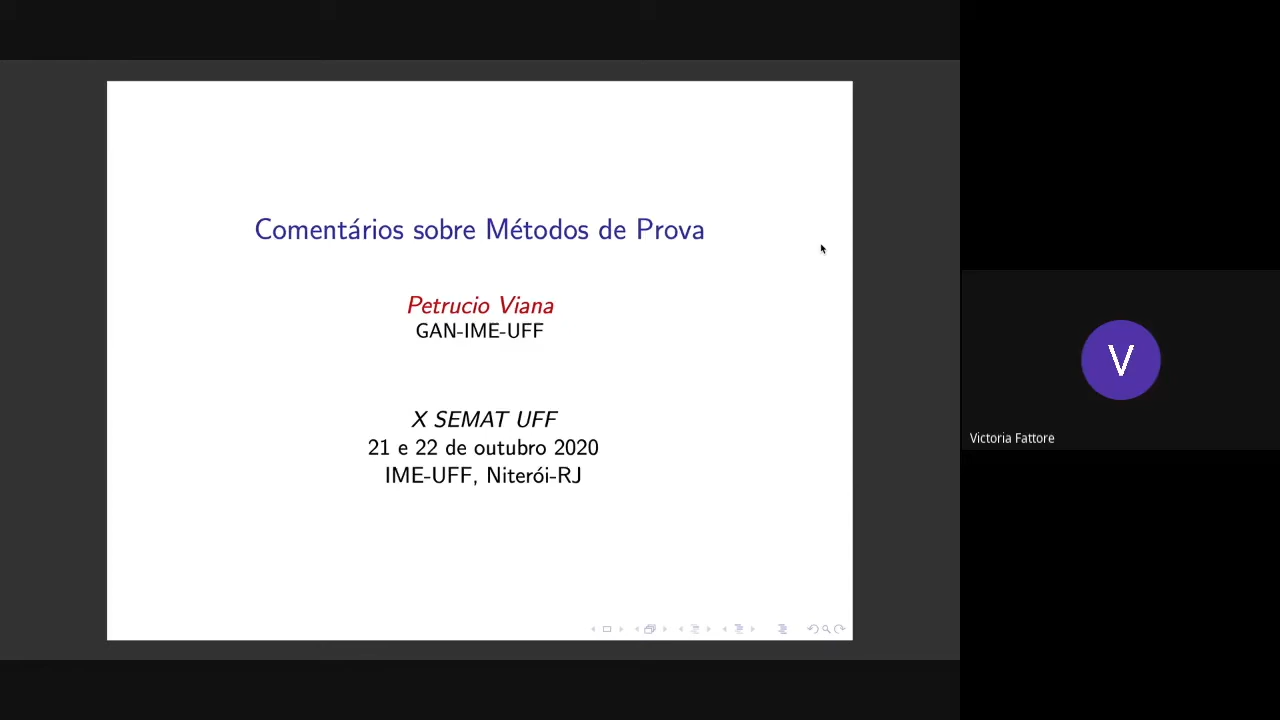 Comentários sobre Métodos de Prova
Petrucio Viana
GAN-IME-UFF
X SEMAT UFF
21 e 22 de outubro 2020
IME-UFF, Niterói-RJ
V
Victoria Fattore